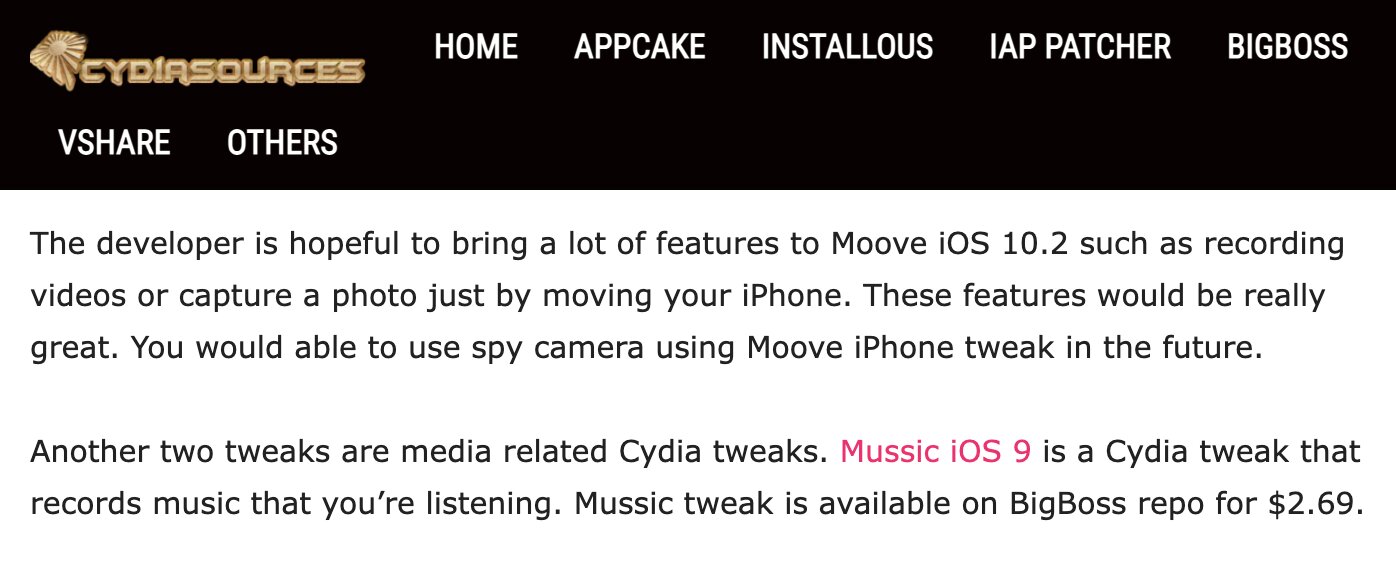 CYDIASOURCES HOME APPCAKE INSTALLOUS IAP PATCHER BIGBOSS
VSHARE OTHERS
The developer is hopeful to bring a lot of features to Moove iOS 10.2 such as recording
videos or capture a photo just by moving your iPhone. These features would be really
great. You would able to use spy camera using Moove iPhone tweak in the future.
Another two tweaks are media related Cydia tweaks. Mussic iOS 9 is a Cydia tweak that
records music that you’re listening. Mussic tweak is available on BigBoss repo for $2.69.